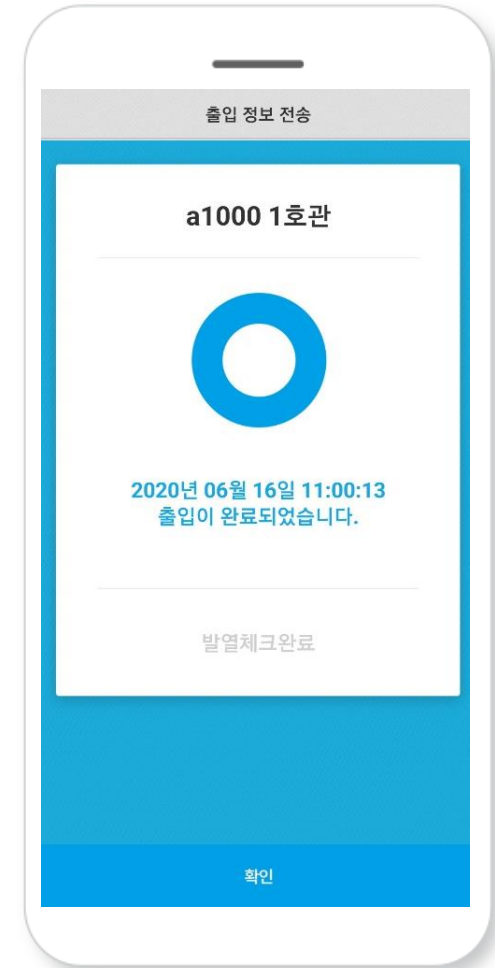 출입 정보 전송
a1000 1호관
2020년 06월 16일 11:00:13
출입이 완료되었습니다.
발열체크완료
확인